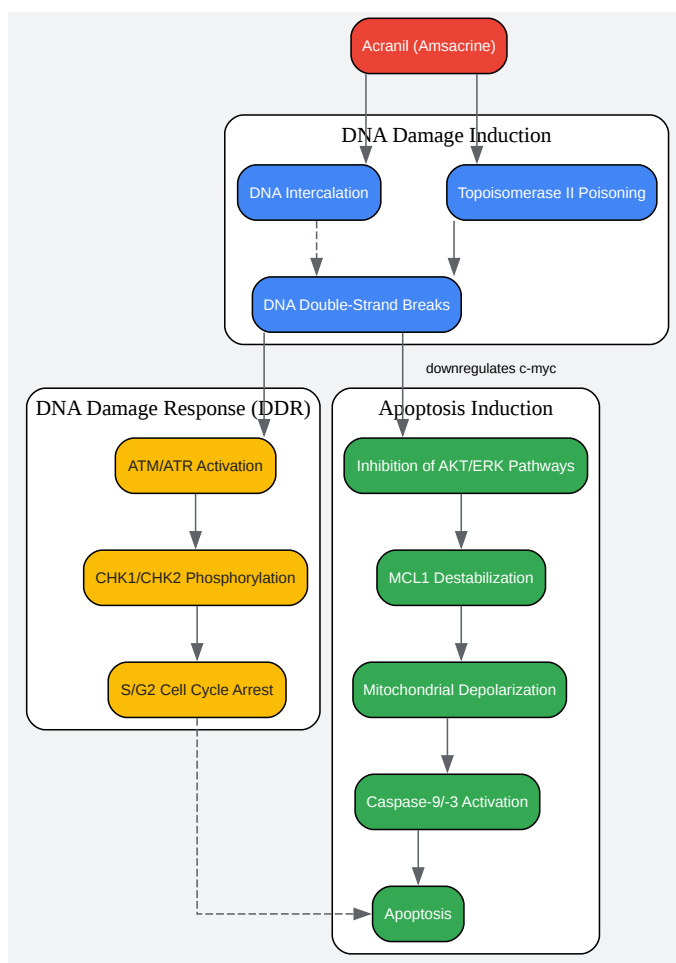 Acranil (Amsacrine)
DNA Damage Induction
DNA Intercalation
Topoisomerase II Poisoning
DNA Double-Strand Breaks
downregulates c-myc
DNA Damage Response (DDR)
ATM/ATR Activation
CHK1/CHK2 Phosphorylation
S/G2 Cell Cycle Arrest
Apoptosis Induction
Inhibition of AKT/ERK Pathways
MCL1 Destabilization
Mitochondrial Depolarization
Caspase-9/-3 Activation
Apoptosis